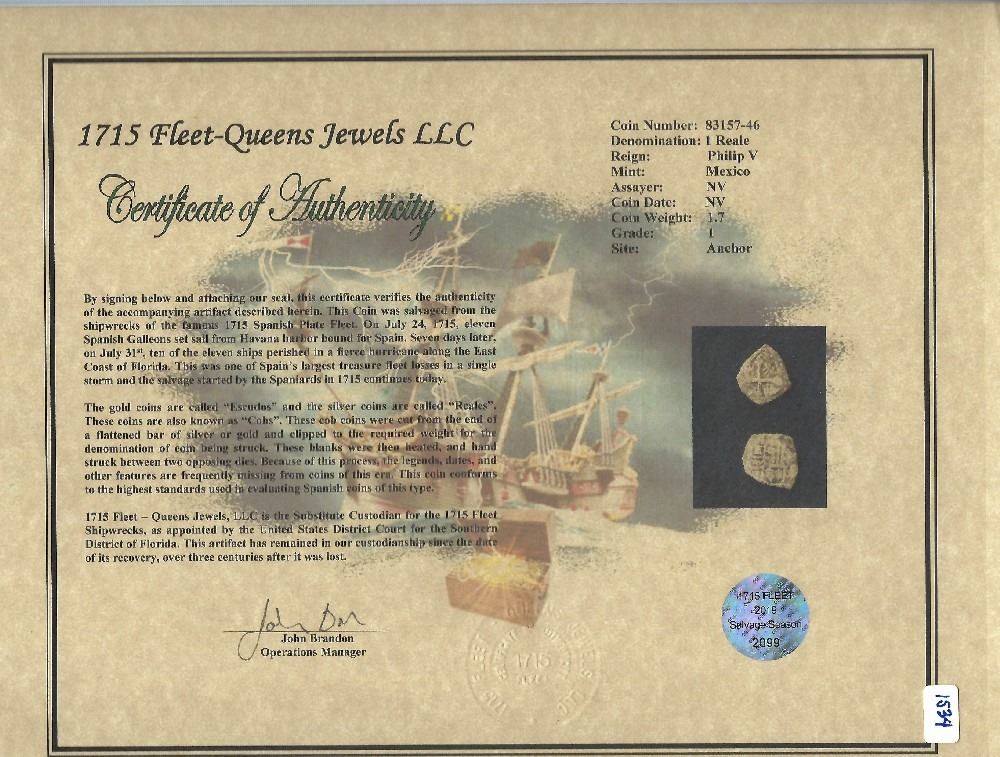 1715 Fleet-Queens Jewels LLC
Certificate of Authenticity
Coin Number: 83157-46
Denomination: 1 Reale
Reign: Philip V
Mint: Mexico
Assayer: NV
Coin Date: NV
Coin Weight: 1.7
Grade: 1
Site: Anchor
By signing below and attaching our seal, this certificate verifies the authenticity
of the accompanying artifact described herein. This Coin was salvaged from the
shipwrecks of the famous 1715 Spanish Plate Fleet. On July 24, 1715, eleven
Spanish Galleons set sail from Havana harbor bound for Spain. Seven days later,
on July 31st, ten of the eleven ships perished in a fierce hurricane along the East
Coast of Florida. This was one of Spain's largest treasure fleet losses in a single
storm and the salvage started by the Spaniards in 1715 continues today.
The gold coins are called "Escudos" and the silver coins are called "Reales".
These coins are also known as "Cobs". These cob coins were cut from the end of
a flattened bar of silver or gold and clipped to the required weight for the
denomination of coin being struck. These blanks were then heated, and hand
struck between two opposing dies. Because of this process, the legends, dates, and
other features are frequently missing from coins of this era. This coin conforms
to the highest standards used in evaluating Spanish coins of this type.
1715 Fleet – Queens Jewels, LLC is the Substitute Custodian for the 1715 Fleet
Shipwrecks, as appointed by the United States District Court for the Southern
District of Florida. This artifact has remained in our custodianship since the date
of its recovery, over three centuries after it was lost.
John Brandon
Operations Manager
1715
1715 FLEET
Salvage Season
2099
1534